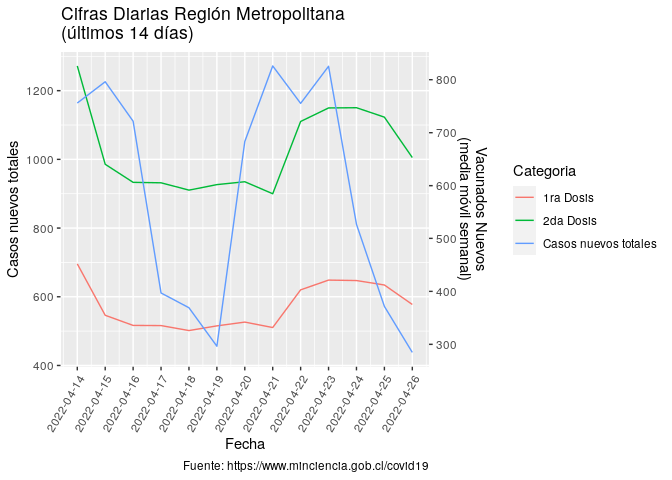 Cifras Diarias Región Metropolitana
(últimos 14 días)
Casos nuevos totales
1200
1000
800
600
400
800
700
600
500
400
300
Vacunados Nuevos
(media móvil semanal)
2022-04-14
2022-04-15
2022-04-16
2022-04-17
2022-04-18
2022-04-19
2022-04-20
2022-04-21
2022-04-22
2022-04-23
2022-04-24
2022-04-25
2022-04-26
Fecha
Categoria
1ra Dosis
2da Dosis
Casos nuevos totales
Fuente: https://www.minciencia.gob.cl/covid19